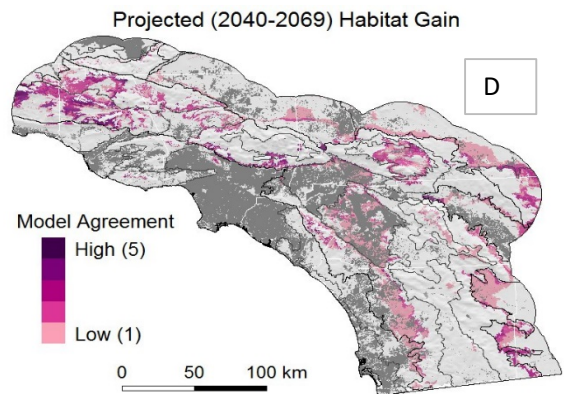 Projected (2040-2069) Habitat Gain
D
Model Agreement
High (5)
Low (1)
0 50 100 km